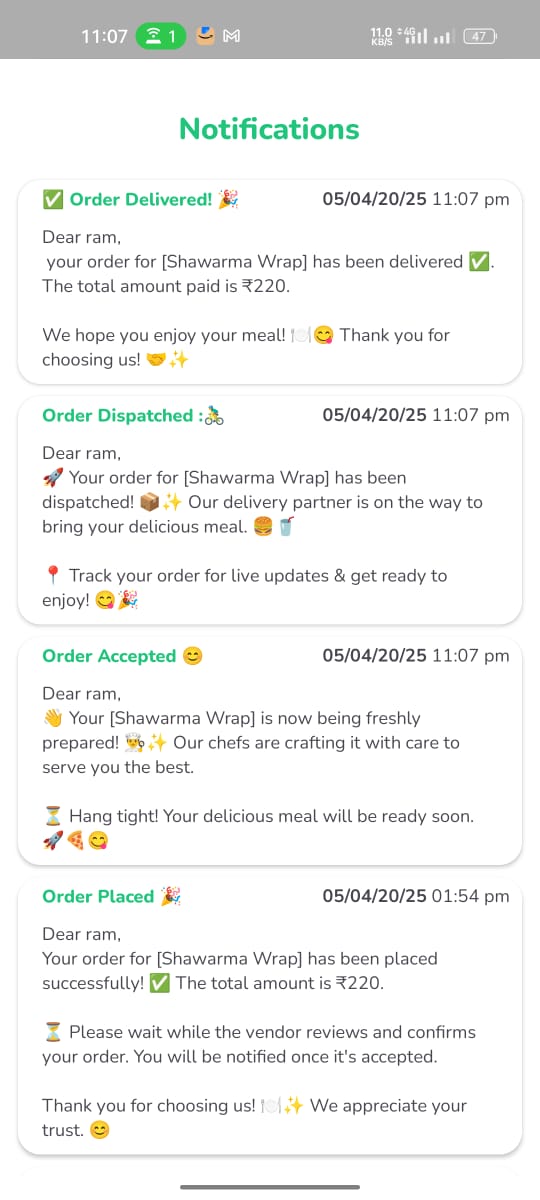 11:07 1 11.0 KB/S 4G 47
Notifications
✅ Order Delivered! 🎉 05/04/20/25 11:07 pm
Dear ram,
your order for [Shawarma Wrap] has been delivered ✅.
The total amount paid is ₹220.
We hope you enjoy your meal! 🍽️😋 Thank you for
choosing us! 🤝✨
Order Dispatched :🚴 05/04/20/25 11:07 pm
Dear ram,
🚀 Your order for [Shawarma Wrap] has been
dispatched! 📦✨ Our delivery partner is on the way to
bring your delicious meal. 🍔🥤
📍 Track your order for live updates & get ready to
enjoy! 😋🎉
Order Accepted 😊 05/04/20/25 11:07 pm
Dear ram,
👋 Your [Shawarma Wrap] is now being freshly
prepared! 👨‍🍳✨ Our chefs are crafting it with care to
serve you the best.
⏳ Hang tight! Your delicious meal will be ready soon.
🚀🍕😋
Order Placed 🎉 05/04/20/25 01:54 pm
Dear ram,
Your order for [Shawarma Wrap] has been placed
successfully! ✅ The total amount is ₹220.
⏳ Please wait while the vendor reviews and confirms
your order. You will be notified once it's accepted.
Thank you for choosing us! 🍽️✨ We appreciate your
trust. 😊